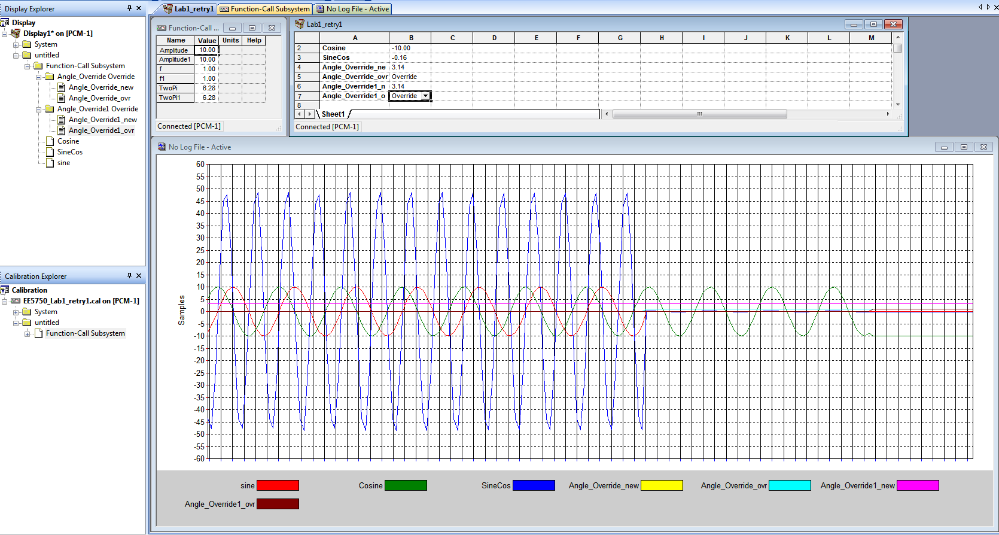 Display Explorer
Display
Display1* on [PCM-1]
System
untitled
Function-Call Subsystem
Angle_Override Override
Angle_Override_new
Angle_Override_ovr
Angle_Override1 Override
Angle_Override1_new
Angle_Override1_ovr
Cosine
SineCos
sine
Calibration Explorer
Calibration
EE5750_Lab1_retry1.cal on [PCM-1]
System
untitled
Function-Call Subsystem
Lab1_retry1 Function-Call Subsystem No Log File - Active
Function-Call ...
Name Value Units Help
Amplitude 10.00
Amplitude1 10.00
f 1.00
f1 1.00
TwoPi 6.28
TwoPi1 6.28
Connected [PCM-1]
Lab1_retry1
A B C D E F G H I J K L M
2 Cosine -10.00
3 SineCos -0.16
4 Angle_Override_ne 3.14
5 Angle_Override_ovr Override
6 Angle_Override1_n 3.14
7 Angle_Override1_o Override
8
Sheet1
Connected [PCM-1]
No Log File - Active
60
55
50
45
40
35
30
25
20
15
10
5
0
-5
-10
-15
-20
-25
-30
-35
-40
-45
-50
-55
-60
Samples
sine Cosine SineCos Angle_Override_new Angle_Override_ovr Angle_Override1_new
Angle_Override1_ovr